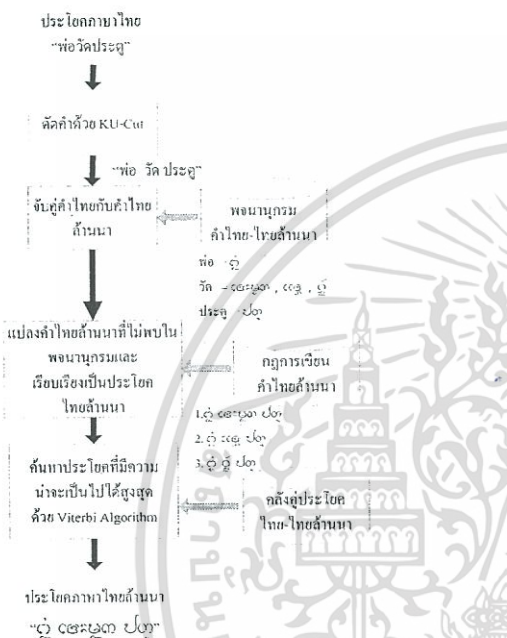 ประโยคภาษาไทย
"พ่อวัดประตู"
ตัดคำด้วย KU-Cut
"พ่อ วัด ประตู"
จับคู่คำไทยกับคำไทย
ล้านนา
พจนานุกรม
คำไทย-ไทยล้านนา
พ่อ -
วัด -
ประตู -
แปลงคำไทยล้านนาที่ไม่พบใน
พจนานุกรมและ
เรียบเรียงเป็นประโยค
ไทยล้านนา
กฎการเขียน
คำไทยล้านนา
1.
2.
3.
ค้นหาประโยคที่มีความ
น่าจะเป็นไปได้สูงสุด
ด้วย Viterbi Algorithm
คลังคู่ประโยค
ไทย-ไทยล้านนา
ประโยคภาษาไทยล้านนา